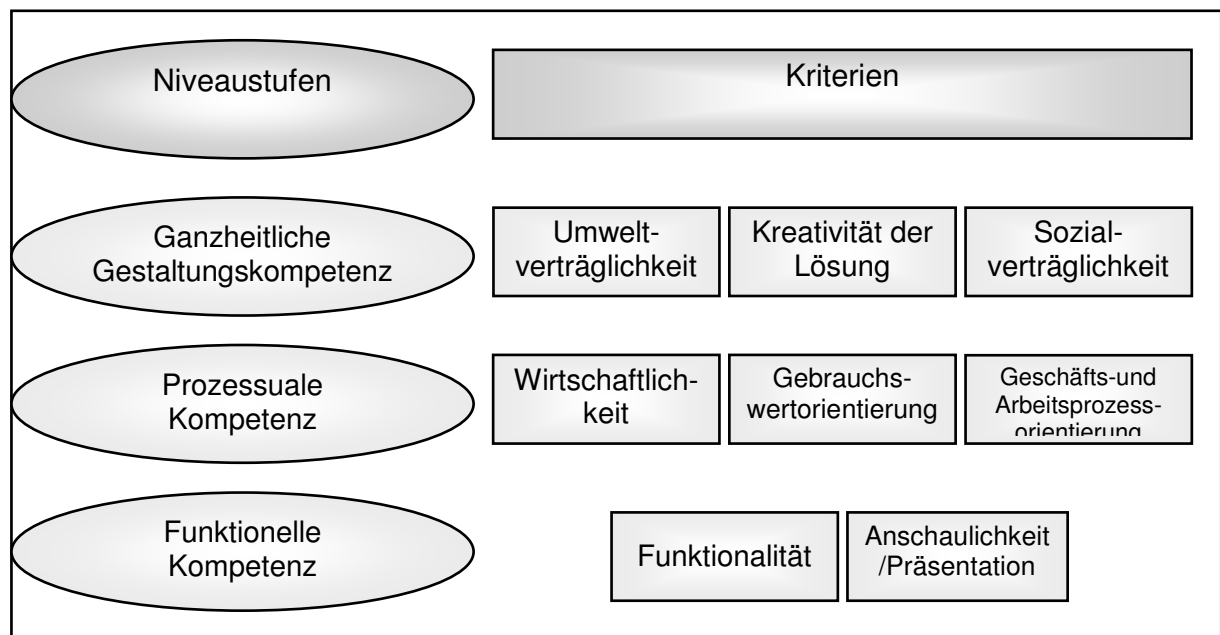 Niveaustufen
Kriterien
Ganzheitliche
Gestaltungskompetenz
Umwelt-
verträglichkeit
Kreativität der
Lösung
Sozial-
verträglichkeit
Prozessuale
Kompetenz
Wirtschaftlich-
keit
Gebrauchs-
wertorientierung
Geschäfts-und
Arbeitsprozess-
orientierung
Funktionelle
Kompetenz
Funktionalität
Anschaulichkeit
/Präsentation